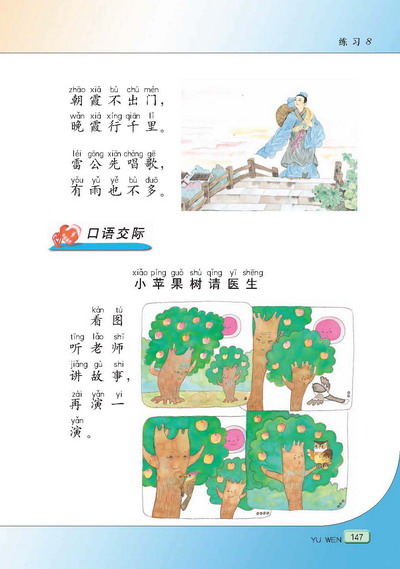 练习8
zhāo xiá bù chū mén
朝霞不出门，
wǎn xiá xíng qiān lǐ
晚霞行千里。
léi gōng xiān chàng gē
雷公先唱歌，
yǒu yǔ yě bù duō
有雨也不多。
口语交际
xiǎo píng guǒ shù qǐng yī shēng
小苹果树请医生
kàn tú
看图
tīng lǎo shī
听老师
jiǎng gù shi
讲故事，
zài yǎn yi
再演一
yǎn
演。
YU WEN 147